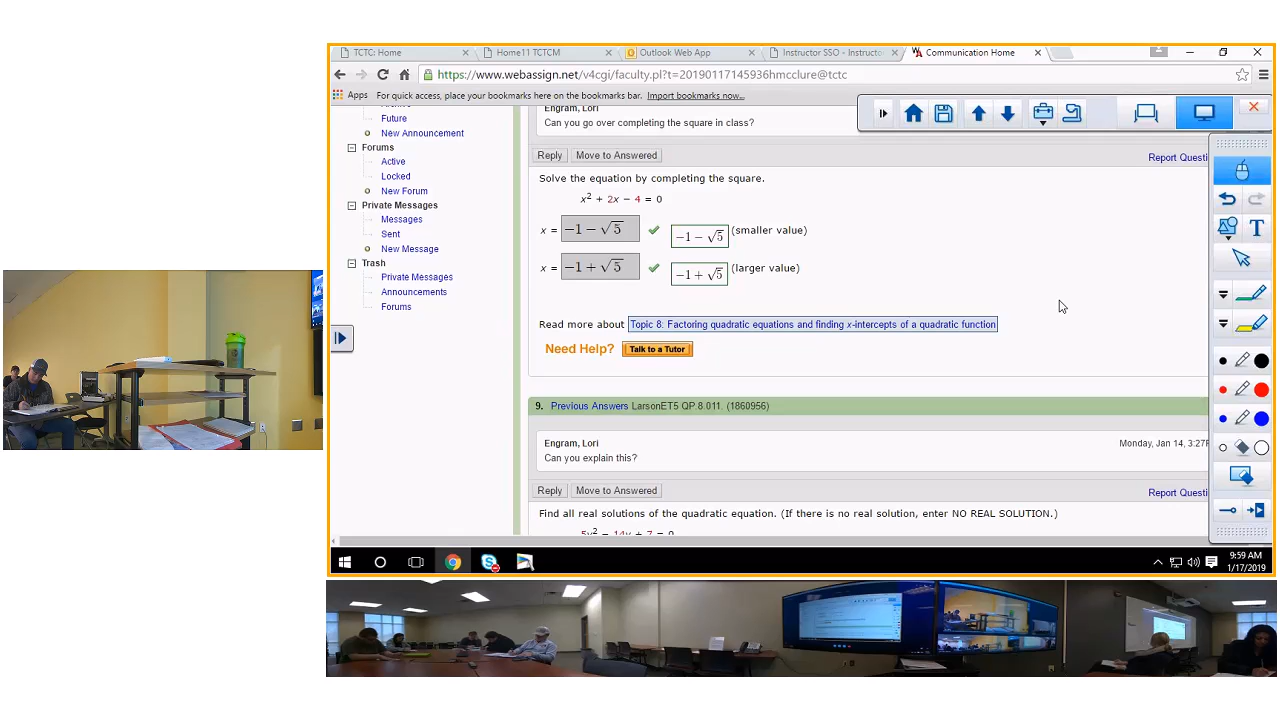 TCTC: Home
Home11 TCTCM
Outlook Web App
Instructor SSO - Instructo
Communication Home
https://www.webassign.net/v4cgi/faculty.pl?t=20190117145936hmcclure@tctc
Apps
For quick access, place your bookmarks here on the bookmarks bar. Import bookmarks now...
Future
New Announcement
Forums
Active
Locked
New Forum
Private Messages
Messages
Sent
New Message
Trash
Private Messages
Announcements
Forums
Engram, Lori
Can you go over completing the square in class?
Reply Move to Answered
Report Questi
Solve the equation by completing the square.
x² + 2x − 4 = 0
x = −1 − √5 −1 − √5 (smaller value)
x = −1 + √5 −1 + √5 (larger value)
Read more about Topic 8: Factoring quadratic equations and finding x-intercepts of a quadratic function
Need Help? Talk to a Tutor
9. Previous Answers LarsonET5 QP 8.011. (1860956)
Engram, Lori
Monday, Jan 14, 3:27P
Can you explain this?
Reply Move to Answered
Report Questi
Find all real solutions of the quadratic equation. (If there is no real solution, enter NO REAL SOLUTION.)
5y² − 14y + 7 = 0
T
9:59 AM
1/17/2019